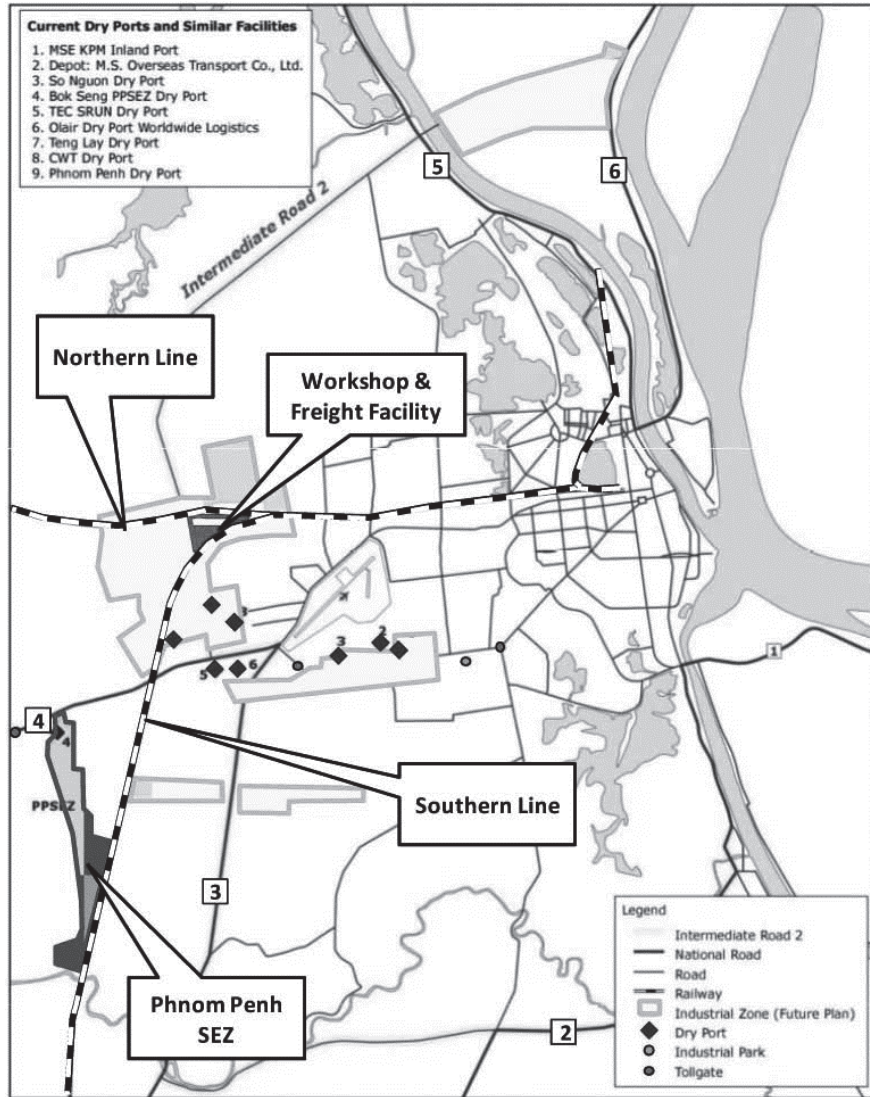 Current Dry Ports and Similar Facilities
1. MSE KPM Inland Port
2. Depot: M.S. Overseas Transport Co., Ltd.
3. So Nguon Dry Port
4. Bok Seng PPSEZ Dry Port
5. TEC SRUN Dry Port
6. Olair Dry Port Worldwide Logistics
7. Teng Lay Dry Port
8. CWT Dry Port
9. Phnom Penh Dry Port
5
6
Intermediate Road 2
Northern Line
Workshop &
Freight Facility
3
2
5
6
1
4
4
PPSEZ
Southern Line
3
Phnom Penh
SEZ
2
Legend
Intermediate Road 2
National Road
Road
Railway
Industrial Zone (Future Plan)
Dry Port
Industrial Park
Tollgate